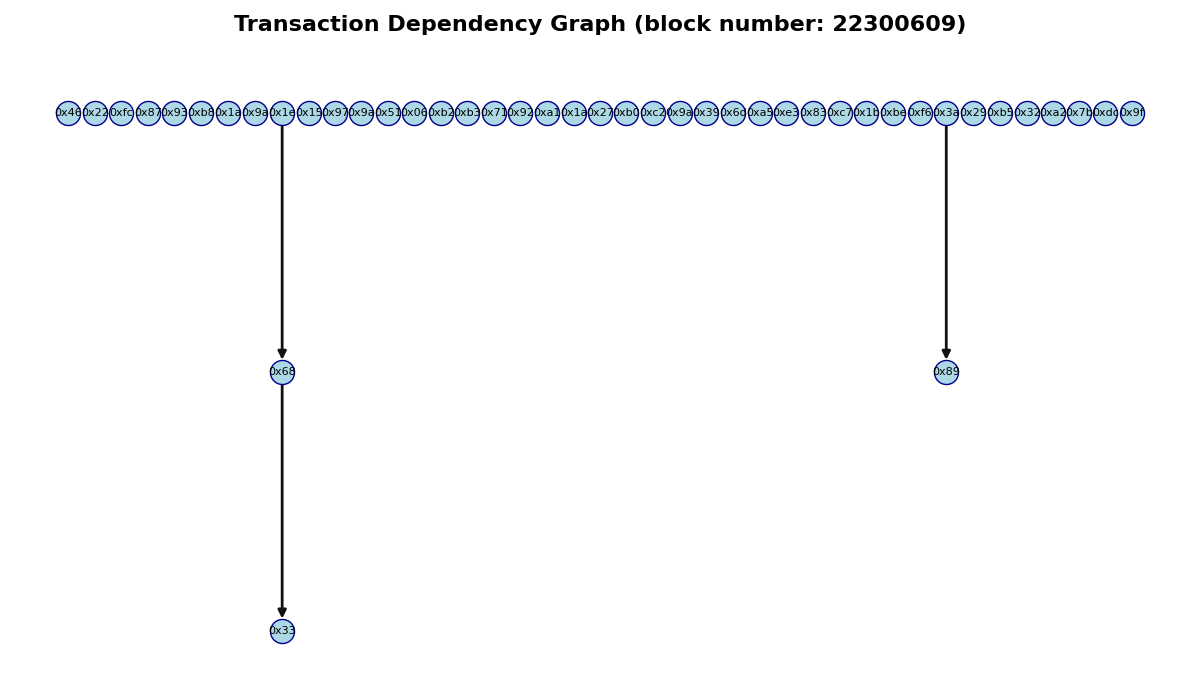 Transaction Dependency Graph (block number: 22300609)
0x46 0x22 0xfc 0x87 0x93 0xb8 0x1a 0x9a 0x1e 0x15 0x97 0x9a 0x51 0x06 0xb2 0xb3 0x71 0x92 0xa1 0x1a 0x27 0xb0 0xc2 0x9a 0x39 0x6c 0xa5 0xe3 0x83 0xc7 0x1b 0xbe 0xf6 0x3a 0x29 0xb5 0x32 0xa2 0x7b 0xdc 0x9f
0x68 0x89
0x33